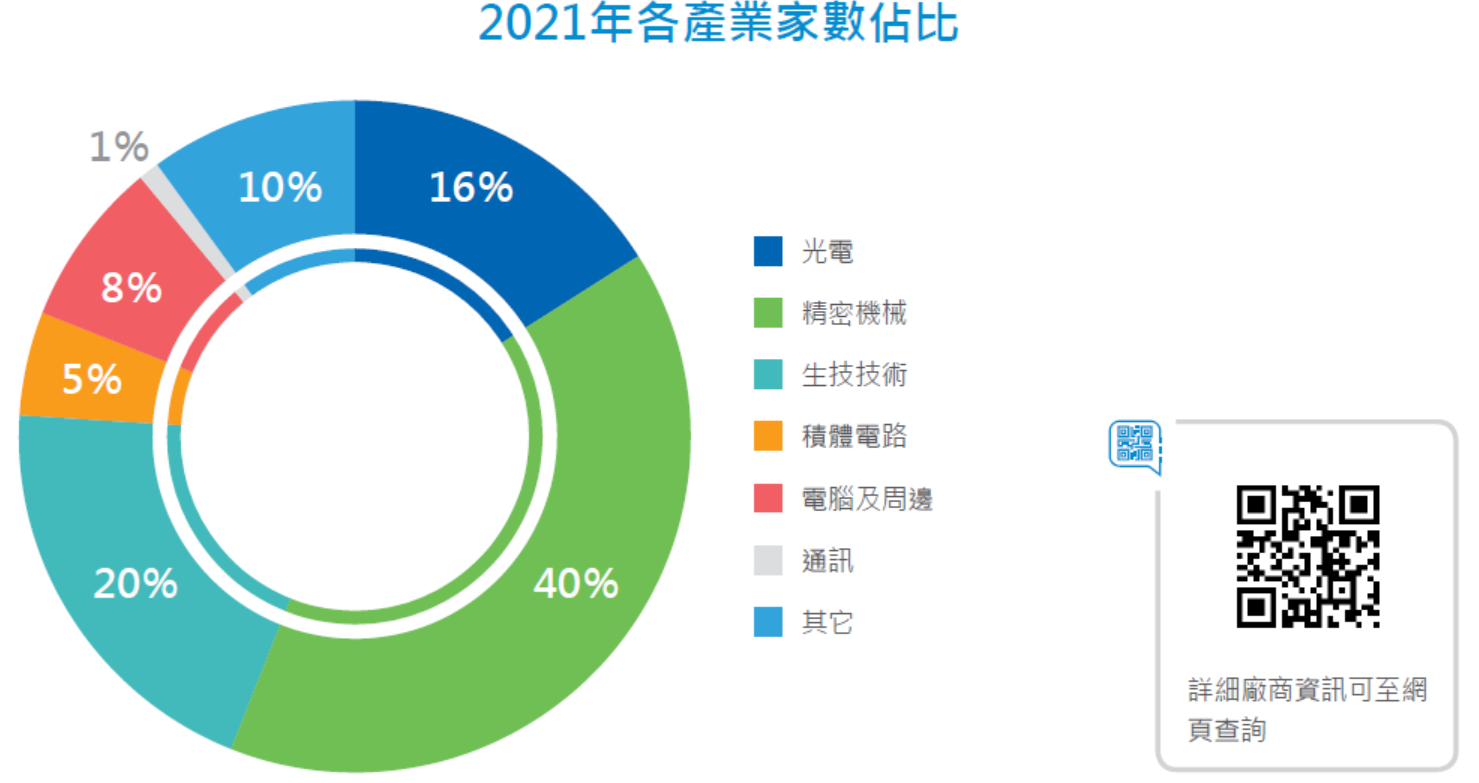 2021年各產業家數佔比
1%
10%
16%
8%
5%
20%
40%
光電
精密機械
生技技術
積體電路
電腦及周邊
通訊
其它
詳細廠商資訊可至網
頁查詢